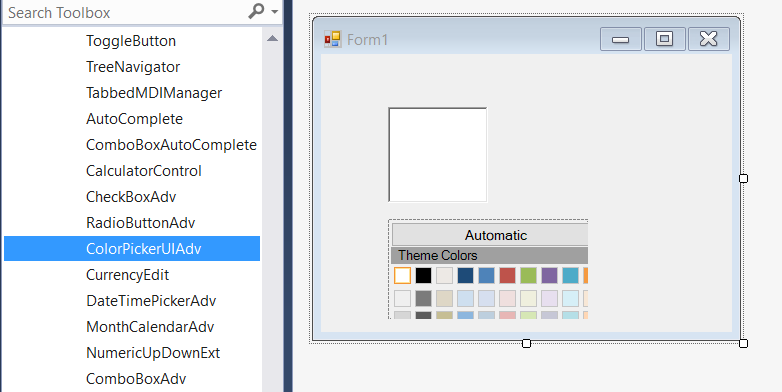 Search Toolbox
ToggleButton
TreeNavigator
TabbedMDIManager
AutoComplete
ComboBoxAutoComplete
CalculatorControl
CheckBoxAdv
RadioButtonAdv
ColorPickerUIAdv
CurrencyEdit
DateTimePickerAdv
MonthCalendarAdv
NumericUpDownExt
ComboBoxAdv
Form1
Automatic
Theme Colors